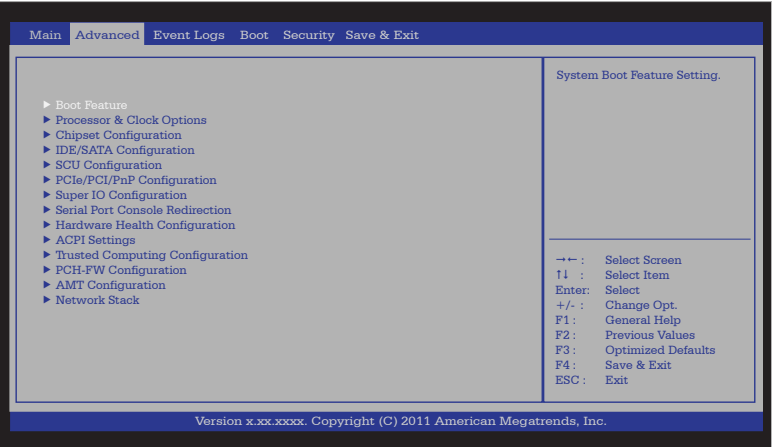 Main Advanced Event Logs Boot Security Save & Exit
► Boot Feature
► Processor & Clock Options
► Chipset Configuration
► IDE/SATA Configuration
► SCU Configuration
► PCIe/PCI/PnP Configuration
► Super IO Configuration
► Serial Port Console Redirection
► Hardware Health Configuration
► ACPI Settings
► Trusted Computing Configuration
► PCH-FW Configuration
► AMT Configuration
► Network Stack
System Boot Feature Setting.
→← : Select Screen
↑↓ : Select Item
Enter: Select
+/- : Change Opt.
F1 : General Help
F2 : Previous Values
F3 : Optimized Defaults
F4 : Save & Exit
ESC : Exit
Version x.xx.xxxx. Copyright (C) 2011 American Megatrends, Inc.